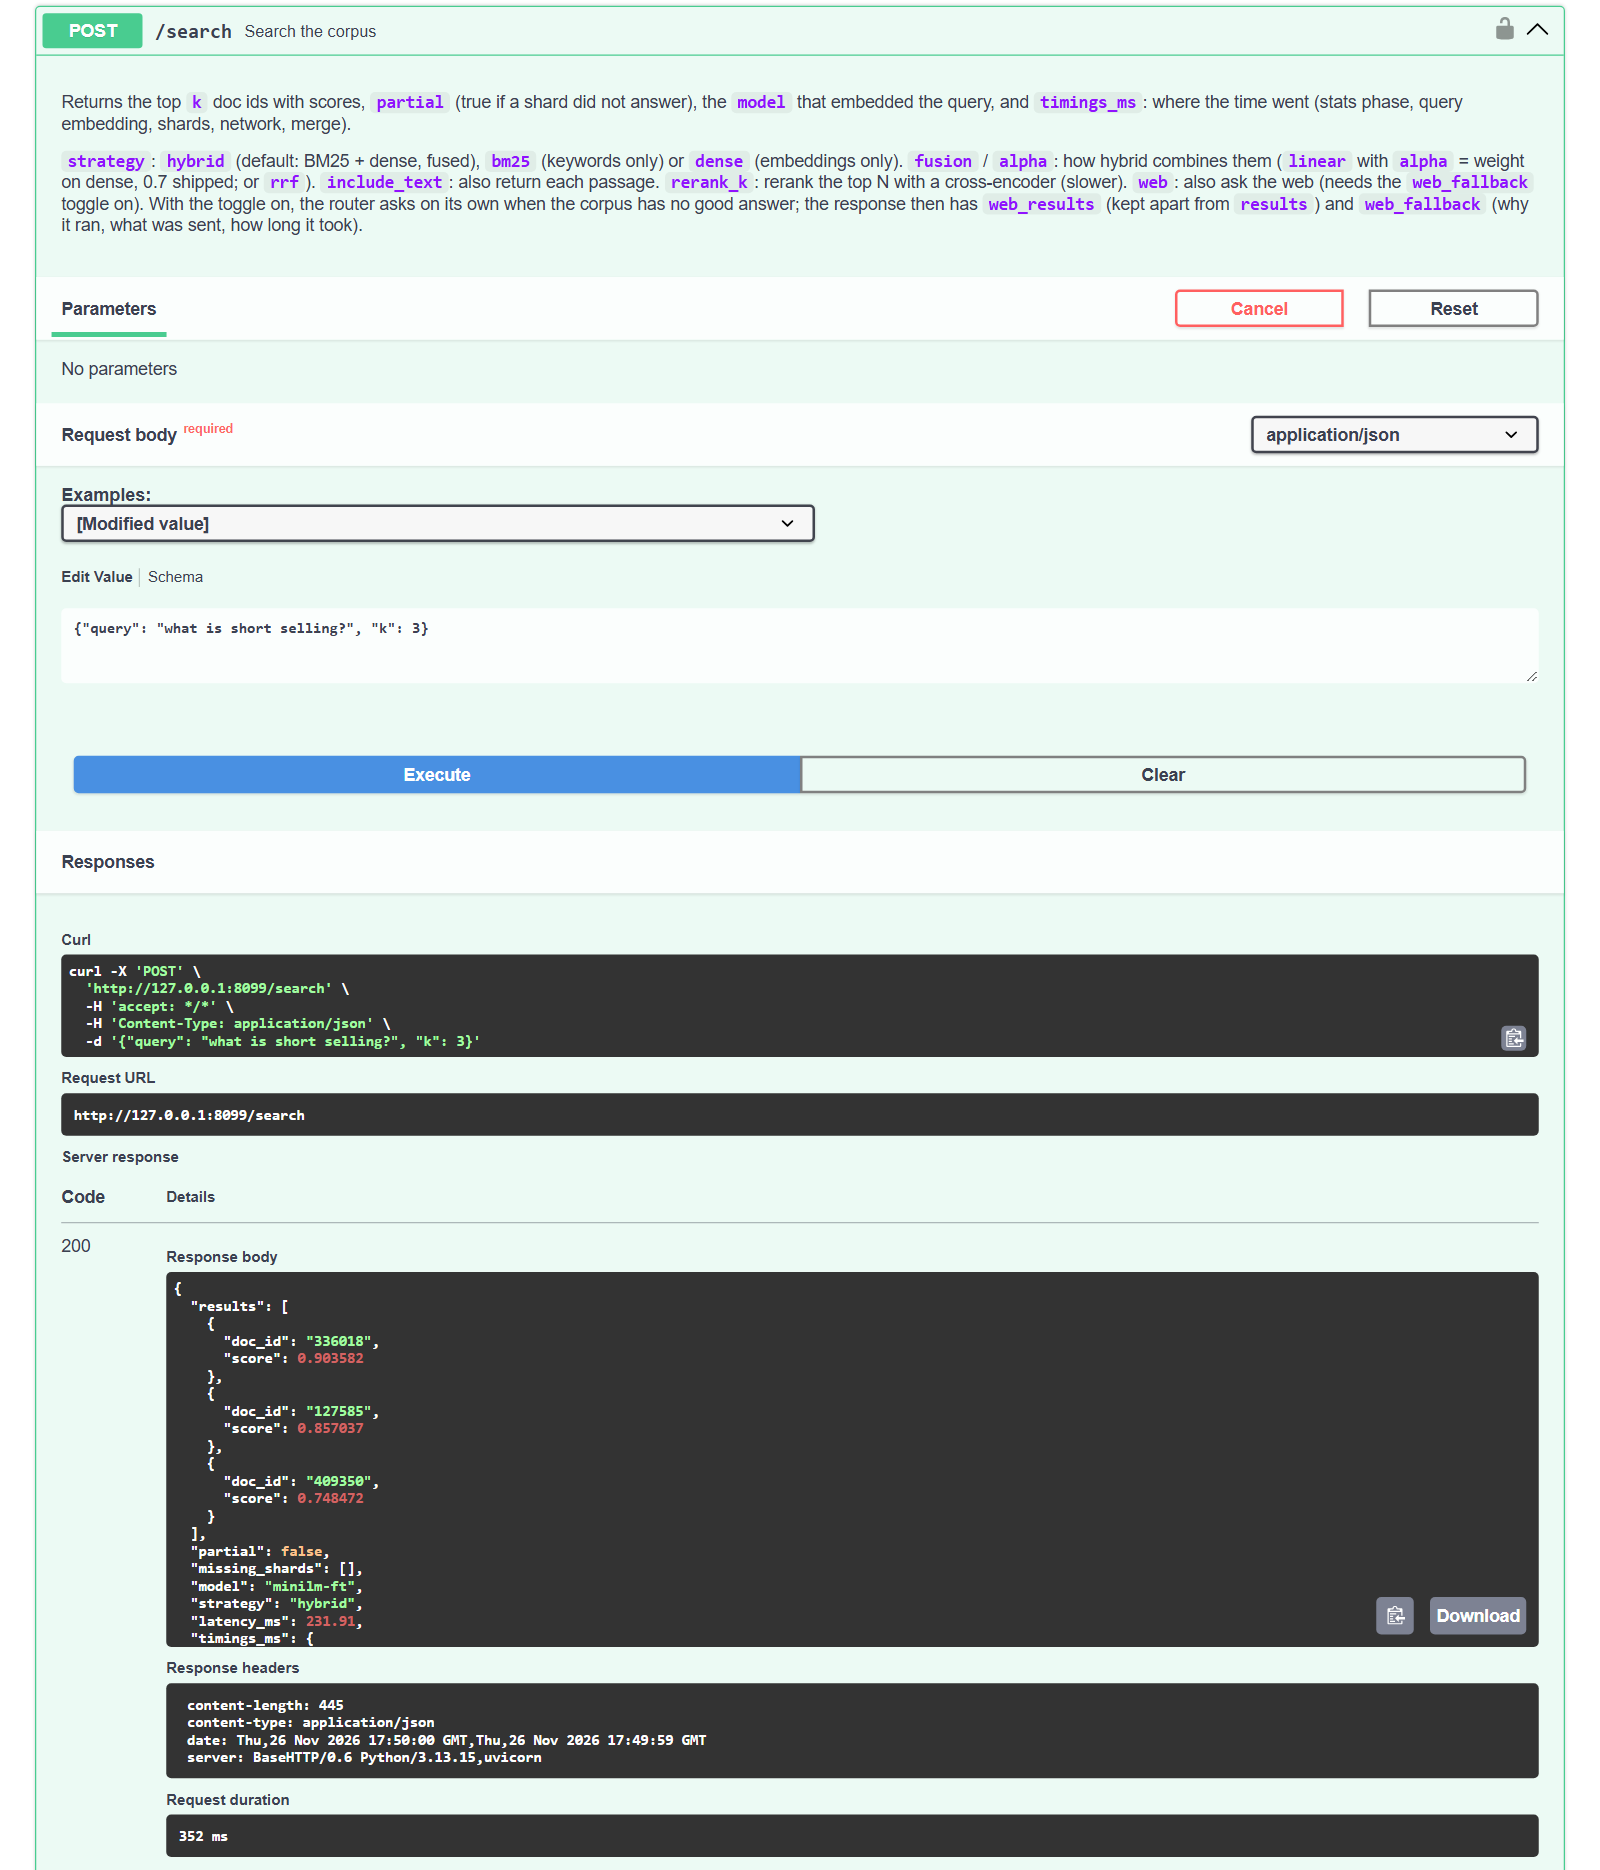 POST /search Search the corpus
Returns the top k doc ids with scores, partial (true if a shard did not answer), the model that embedded the query, and timings_ms : where the time went (stats phase, query
embedding, shards, network, merge).
strategy : hybrid (default: BM25 + dense, fused), bm25 (keywords only) or dense (embeddings only). fusion / alpha : how hybrid combines them ( linear with alpha = weight
on dense, 0.7 shipped; or rrf ). include_text : also return each passage. rerank_k : rerank the top N with a cross-encoder (slower). web : also ask the web (needs the web_fallback
toggle on). With the toggle on, the router asks on its own when the corpus has no good answer; the response then has web_results (kept apart from results ) and web_fallback (why
it ran, what was sent, how long it took).
Parameters
Cancel
Reset
No parameters
Request body required
application/json
Examples:
[Modified value]
Edit Value | Schema
{"query": "what is short selling?", "k": 3}
Execute
Clear
Responses
Curl
curl -X 'POST' \
'http://127.0.0.1:8099/search' \
-H 'accept: */*' \
-H 'Content-Type: application/json' \
-d '{"query": "what is short selling?", "k": 3}'
Request URL
http://127.0.0.1:8099/search
Server response
Code Details
200
Response body
{
"results": [
{
"doc_id": "336018",
"score": 0.903582
},
{
"doc_id": "127585",
"score": 0.857037
},
{
"doc_id": "409350",
"score": 0.748472
}
],
"partial": false,
"missing_shards": [],
"model": "minilm-ft",
"strategy": "hybrid",
"latency_ms": 231.91,
"timings_ms": {
Download
Response headers
content-length: 445
content-type: application/json
date: Thu,26 Nov 2026 17:50:00 GMT,Thu,26 Nov 2026 17:49:59 GMT
server: BaseHTTP/0.6 Python/3.13.15,uvicorn
Request duration
352 ms